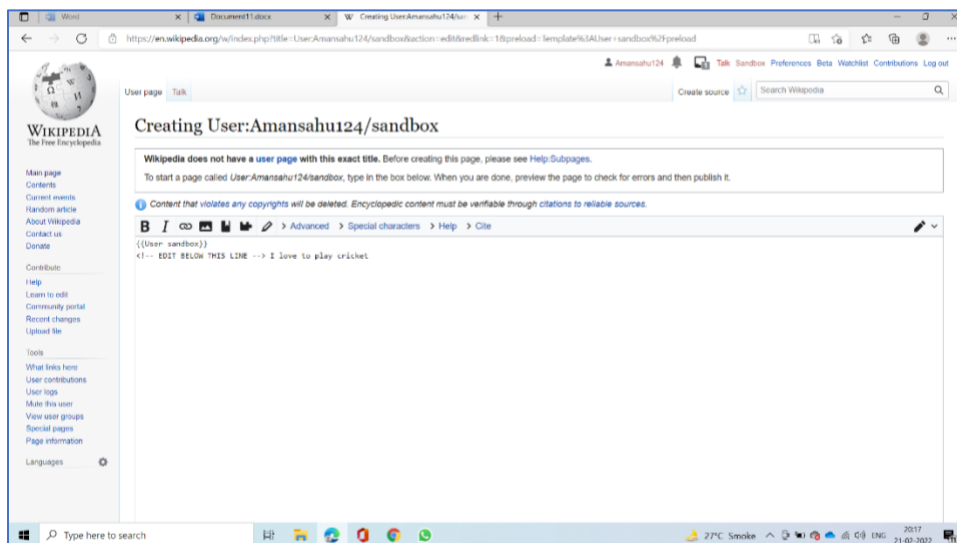 Word
Document11.docx
W Creating User:Amansahu124/san
https://en.wikipedia.org/w/index.php?title=User:Amansahu124/sandbox&action=edit&redlink=1&preload=Template%3AUser+sandbox%2Fpreload
Amansahu124 Talk Sandbox Preferences Beta Watchlist Contributions Log out
User page Talk Create source Search Wikipedia
WIKIPEDIA
The Free Encyclopedia
Creating User:Amansahu124/sandbox
Wikipedia does not have a user page with this exact title. Before creating this page, please see Help:Subpages.
To start a page called User:Amansahu124/sandbox, type in the box below. When you are done, preview the page to check for errors and then publish it.
Content that violates any copyrights will be deleted. Encyclopedic content must be verifiable through citations to reliable sources.
B I Advanced Special characters Help Cite
{{User sandbox}}
<!-- EDIT BELOW THIS LINE --> I love to play cricket
Main page
Contents
Current events
Random article
About Wikipedia
Contact us
Donate
Contribute
Help
Learn to edit
Community portal
Recent changes
Upload file
Tools
What links here
User contributions
User logs
Mute this user
View user groups
Special pages
Page information
Languages
Type here to search
27°C Smoke ENG
20:17
21-02-2022